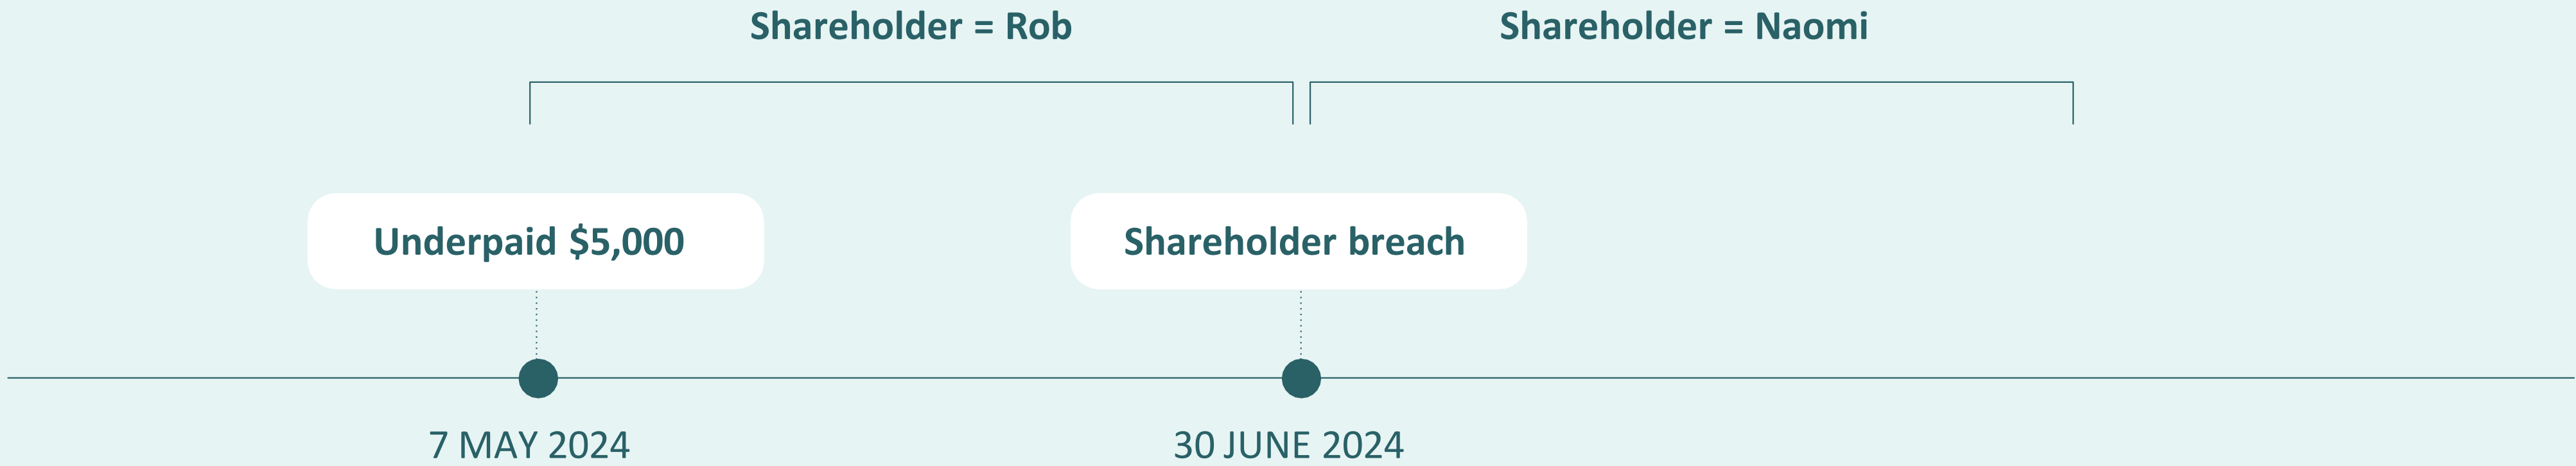 Shareholder = Rob
Shareholder = Naomi
Underpaid $5,000
Shareholder breach
7 MAY 2024
30 JUNE 2024